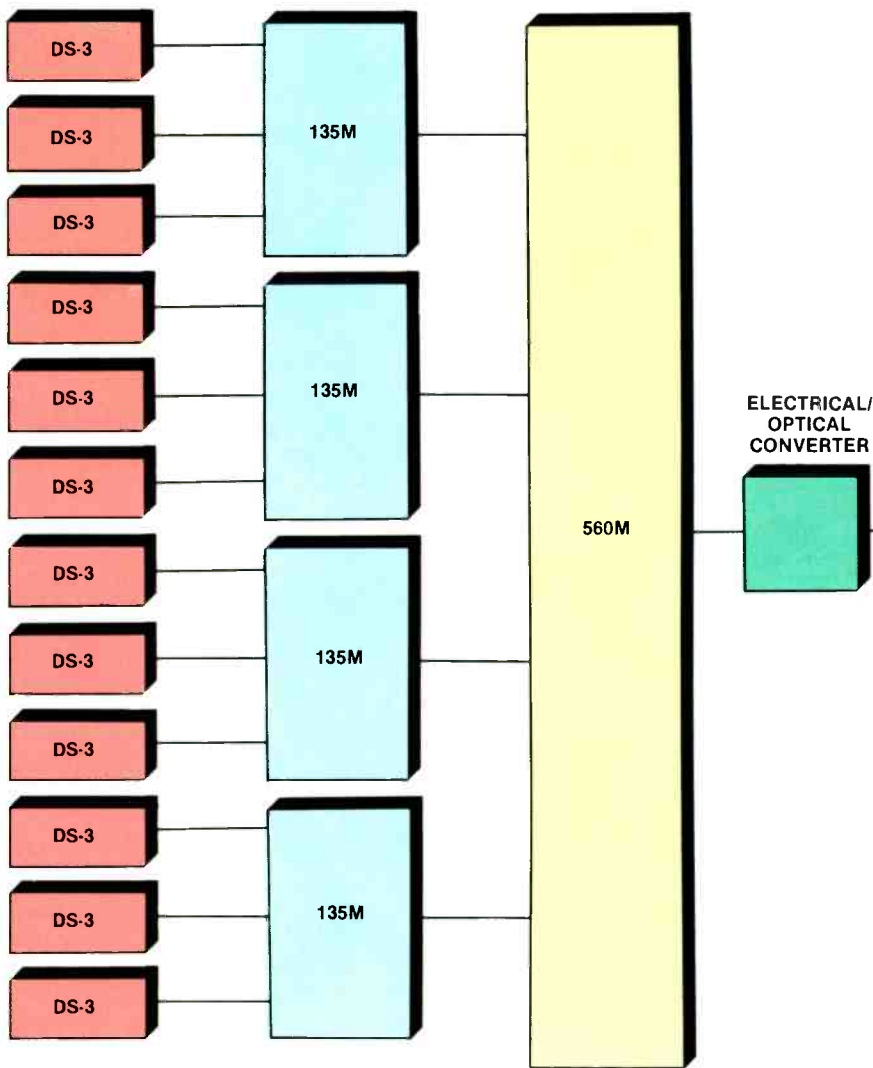 DS-3
DS-3
DS-3
135M
DS-3
DS-3
DS-3
135M
DS-3
DS-3
DS-3
135M
DS-3
DS-3
DS-3
135M
560M
ELECTRICAL/
OPTICAL
CONVERTER